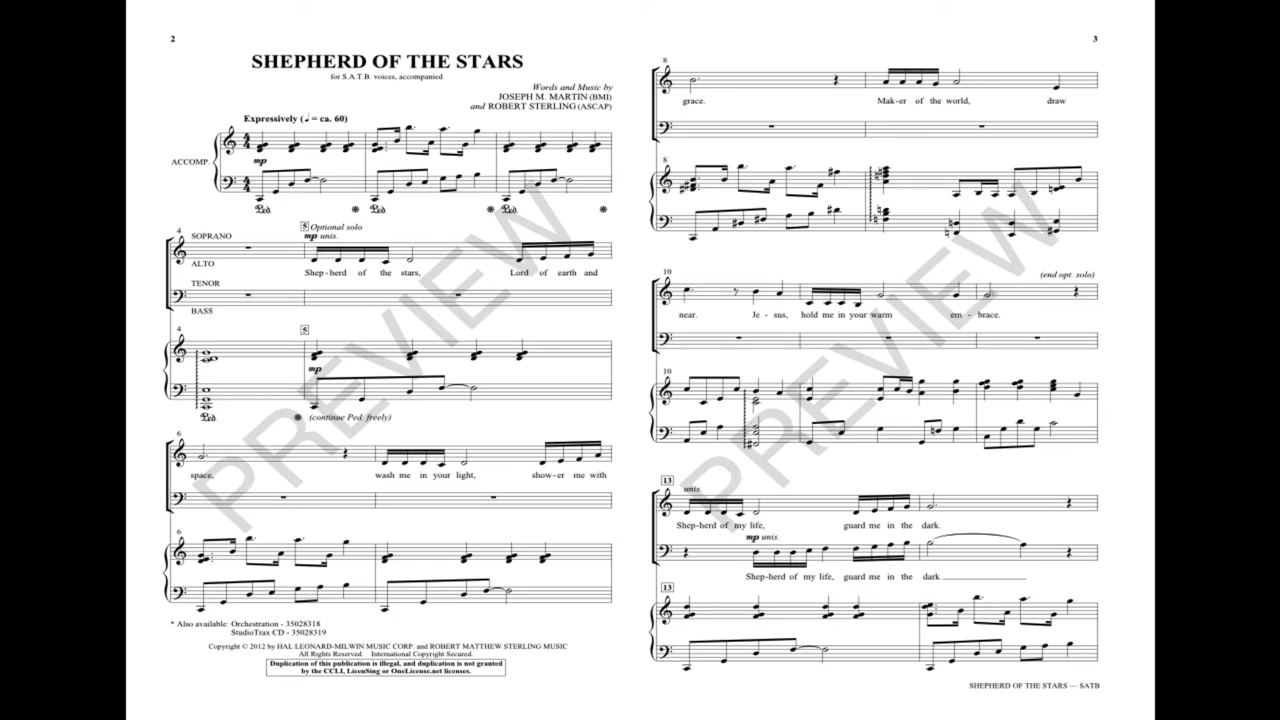 2
SHEPHERD OF THE STARS
for S.A.T.B. voices, accompanied
Words and Music by
JOSEPH M. MARTIN (BMI)
and ROBERT STERLING (ASCAP)
Expressively (♩ = ca. 60)
ACCOMP.
mp
Ped. Ped. Ped.
4 SOPRANO 5 Optional solo
mp unis.
ALTO
Shep-herd of the stars, Lord of earth and
TENOR
BASS
4 5
mp
Ped. (continue Ped. freely)
6
space, wash me in your light, show-er me with
6
* Also available: Orchestration - 35028318
StudioTrax CD - 35028319
Copyright © 2012 by HAL LEONARD-MILWIN MUSIC CORP. and ROBERT MATTHEW STERLING MUSIC
All Rights Reserved. International Copyright Secured.
Duplication of this publication is illegal, and duplication is not granted
by the CCLI, LicenSing or OneLicense.net licenses.
PREVIEW
3
8
grace. Mak-er of the world, draw
8
10 (end opt. solo)
near. Je - sus, hold me in your warm em - brace.
10
13
unis.
Shep-herd of my life, guard me in the dark.
mp unis.
Shep-herd of my life, guard me in the dark.
13
SHEPHERD OF THE STARS — SATB
PREVIEW